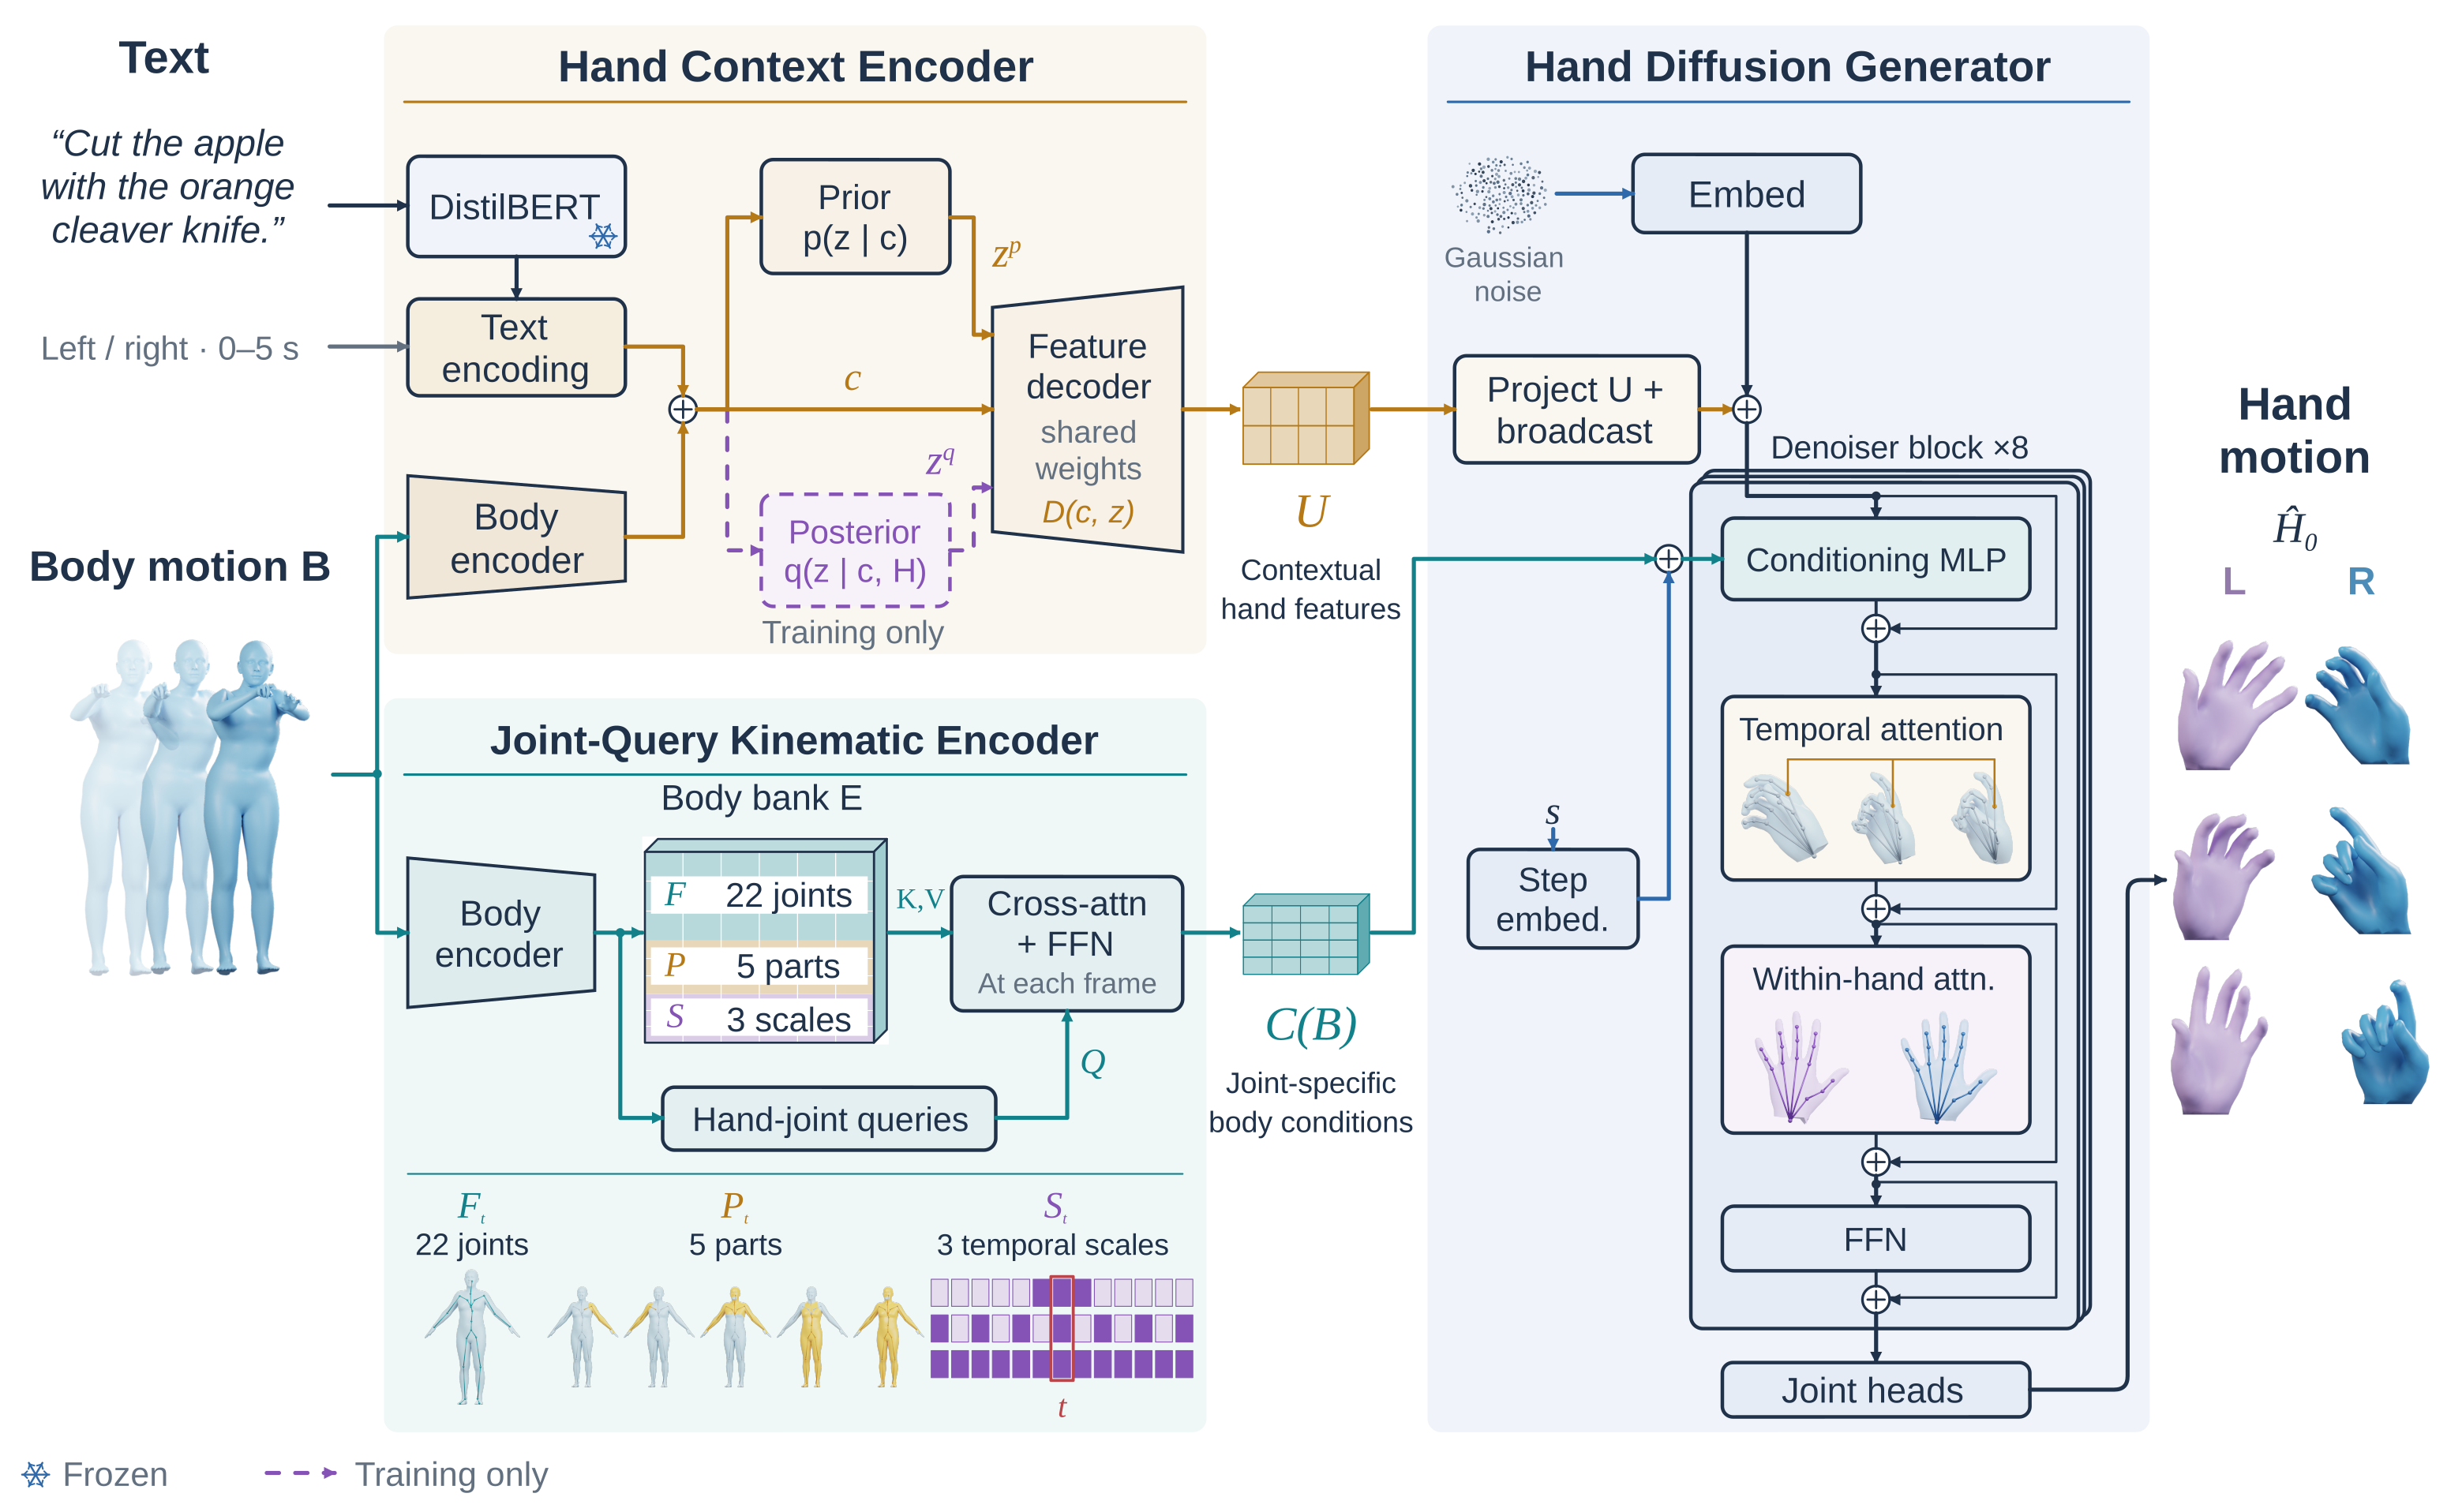 Text
“Cut the apple
with the orange
cleaver knife.”
Left / right · 0–5 s
Body motion B
Hand Context Encoder
DistilBERT
Text
encoding
Body
encoder
Prior
p(z | c)
z^p
c
z^q
Posterior
q(z | c, H)
Training only
Feature
decoder
shared
weights
D(c, z)
U
Contextual
hand features
Joint-Query Kinematic Encoder
Body bank E
Body
encoder
F 22 joints
P 5 parts
S 3 scales
K,V
Cross-attn
+ FFN
At each frame
Q
Hand-joint queries
C(B)
Joint-specific
body conditions
F_t
22 joints
P_t
5 parts
S_t
3 temporal scales
t
Hand Diffusion Generator
Gaussian
noise
Embed
Project U +
broadcast
Denoiser block ×8
Conditioning MLP
Temporal attention
s
Step
embed.
Within-hand attn.
FFN
Joint heads
Hand
motion
Ĥ_0
L R
Frozen
Training only